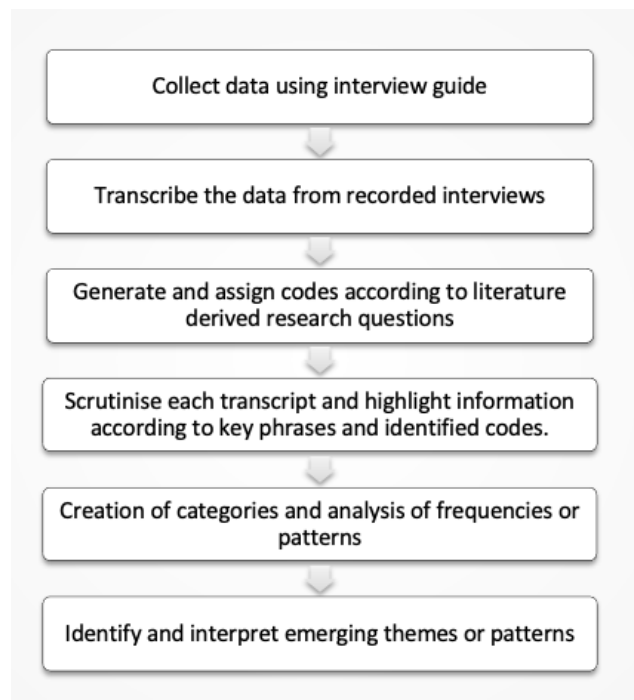 Collect data using interview guide
Transcribe the data from recorded interviews
Generate and assign codes according to literature
derived research questions
Scrutinise each transcript and highlight information
according to key phrases and identified codes.
Creation of categories and analysis of frequencies or
patterns
Identify and interpret emerging themes or patterns